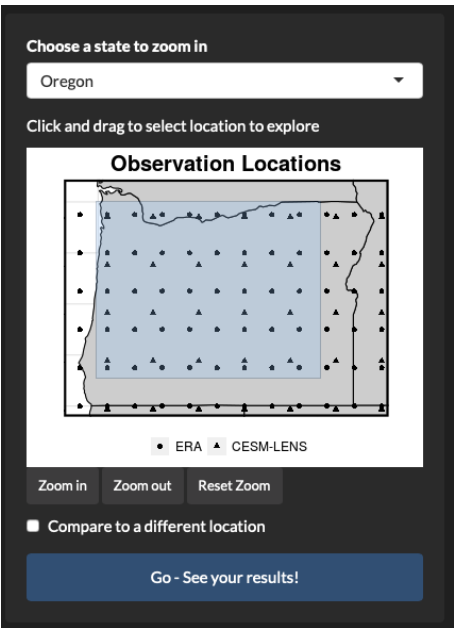 Choose a state to zoom in
Oregon
Click and drag to select location to explore
Observation Locations
ERA CESM-LENS
Zoom in Zoom out Reset Zoom
Compare to a different location
Go - See your results!